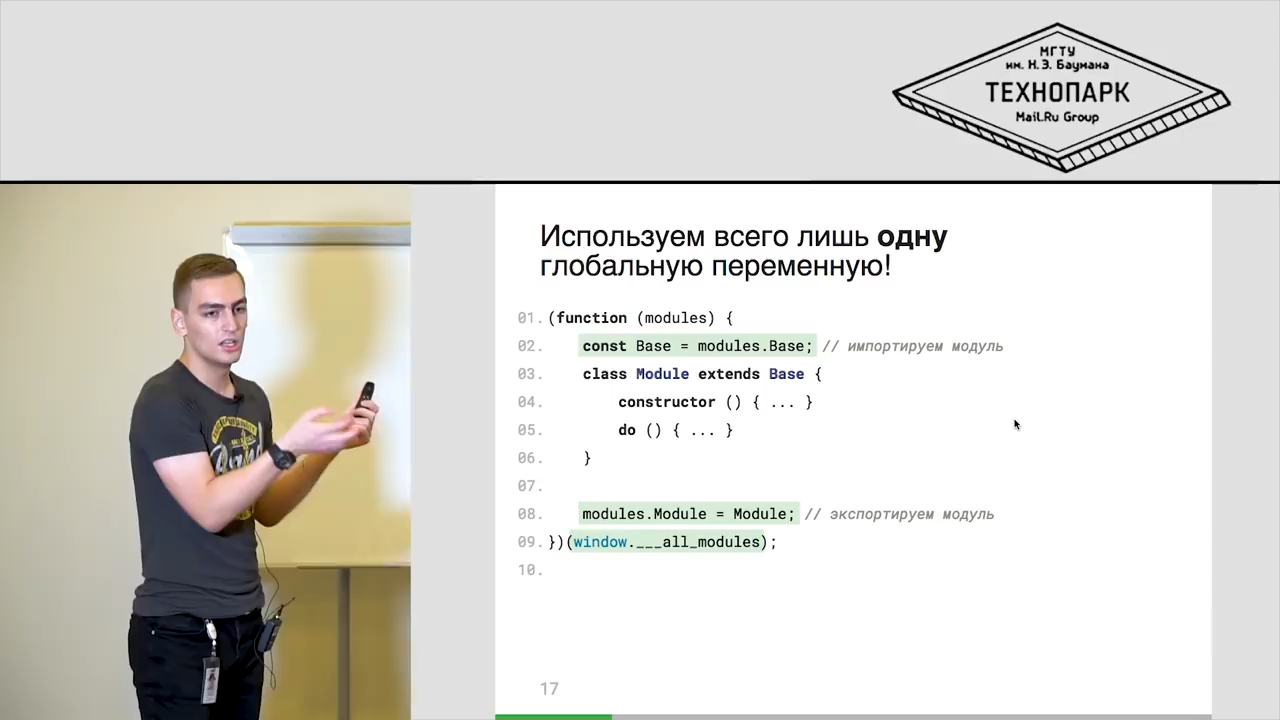 МГТУ
им. Н.Э. Баумана
ТЕХНОПАРК
Mail.Ru Group
Используем всего лишь одну
глобальную переменную!
01. (function (modules) {
02. const Base = modules.Base; // импортируем модуль
03. class Module extends Base {
04. constructor () { ... }
05. do () { ... }
06. }
07.
08. modules.Module = Module; // экспортируем модуль
09. })(window.___all_modules);
10.
17